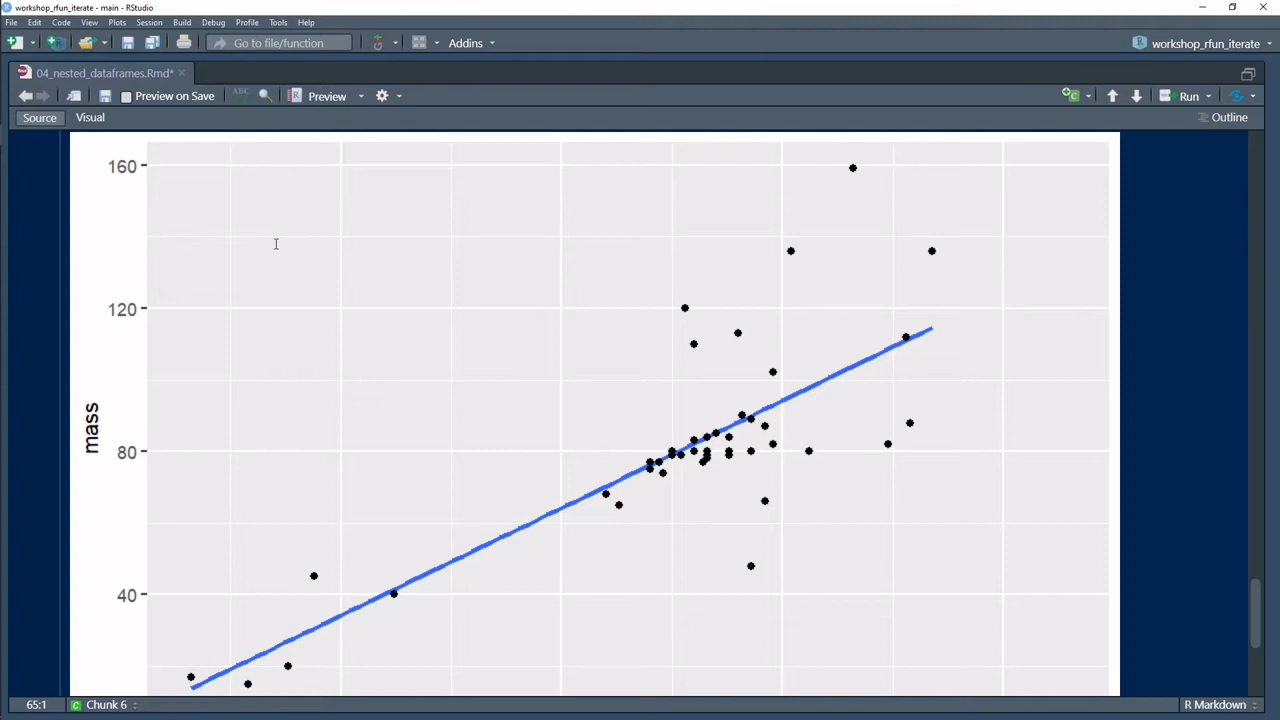 workshop_rfun_iterate - main - RStudio
File Edit Code View Plots Session Build Debug Profile Tools Help
Go to file/function Addins workshop_rfun_iterate
04_nested_dataframes.Rmd*
Preview on Save ABC Preview Run
Source Visual Outline
160
120
mass
80
40
65:1 Chunk 6 R Markdown